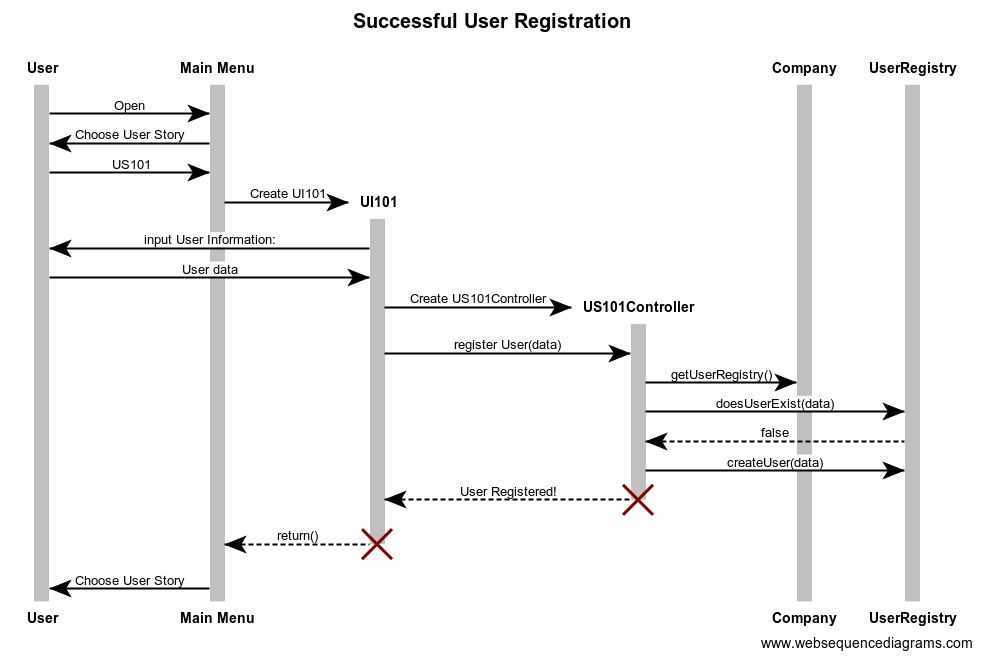 Successful User Registration
User
Main Menu
Company
UserRegistry
Open
Choose User Story
US101
Create UI101
UI101
input User Information:
User data
Create US101Controller
US101Controller
register User(data)
getUserRegistry()
doesUserExist(data)
false
createUser(data)
User Registered!
return()
Choose User Story
User
Main Menu
Company
UserRegistry
www.websequencediagrams.com